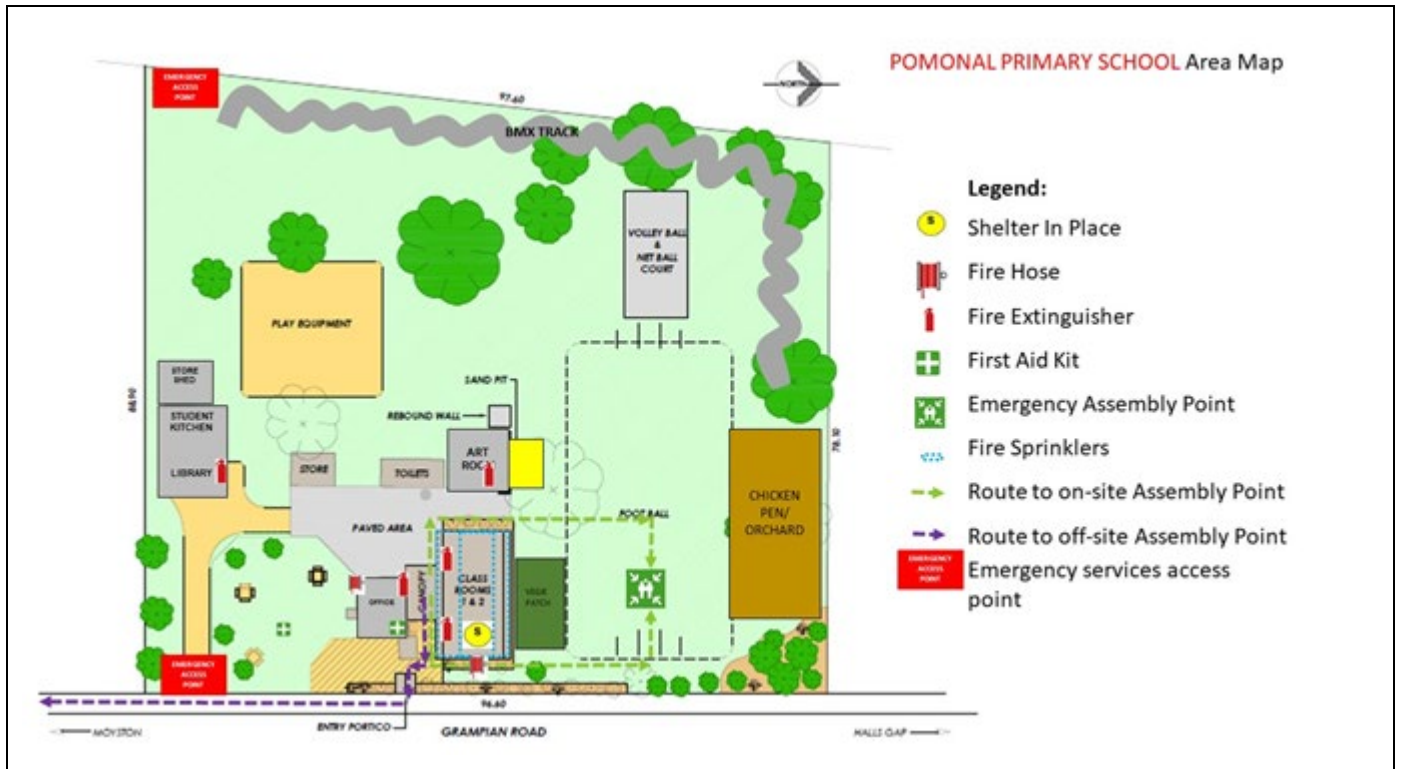 POMONAL PRIMARY SCHOOL Area Map
EMERGENCY
ACCESS
POINT
97.60
NORTH
BMX TRACK
VOLLEY BALL
&
NET BALL
COURT
PLAY EQUIPMENT
STORE
SHED
STUDENT
KITCHEN
LIBRARY
SAND PIT
REBOUND WALL
ART
STORE
TOILETS
PAVED AREA
FOOT BALL
CHICKEN
PEN/
ORCHARD
CLASS
ROOMS
1 & 2
S
CANOPY
OFFICE
VEGIE
PATCH
EMERGENCY
ACCESS
POINT
96.60
ENTRY PORTICO
MOYSTON
GRAMPIAN ROAD
HALLS GAP
Legend:
S
Shelter In Place
Fire Hose
Fire Extinguisher
First Aid Kit
Emergency Assembly Point
Fire Sprinklers
Route to on-site Assembly Point
Route to off-site Assembly Point
EMERGENCY
ACCESS
POINT
Emergency services access
point